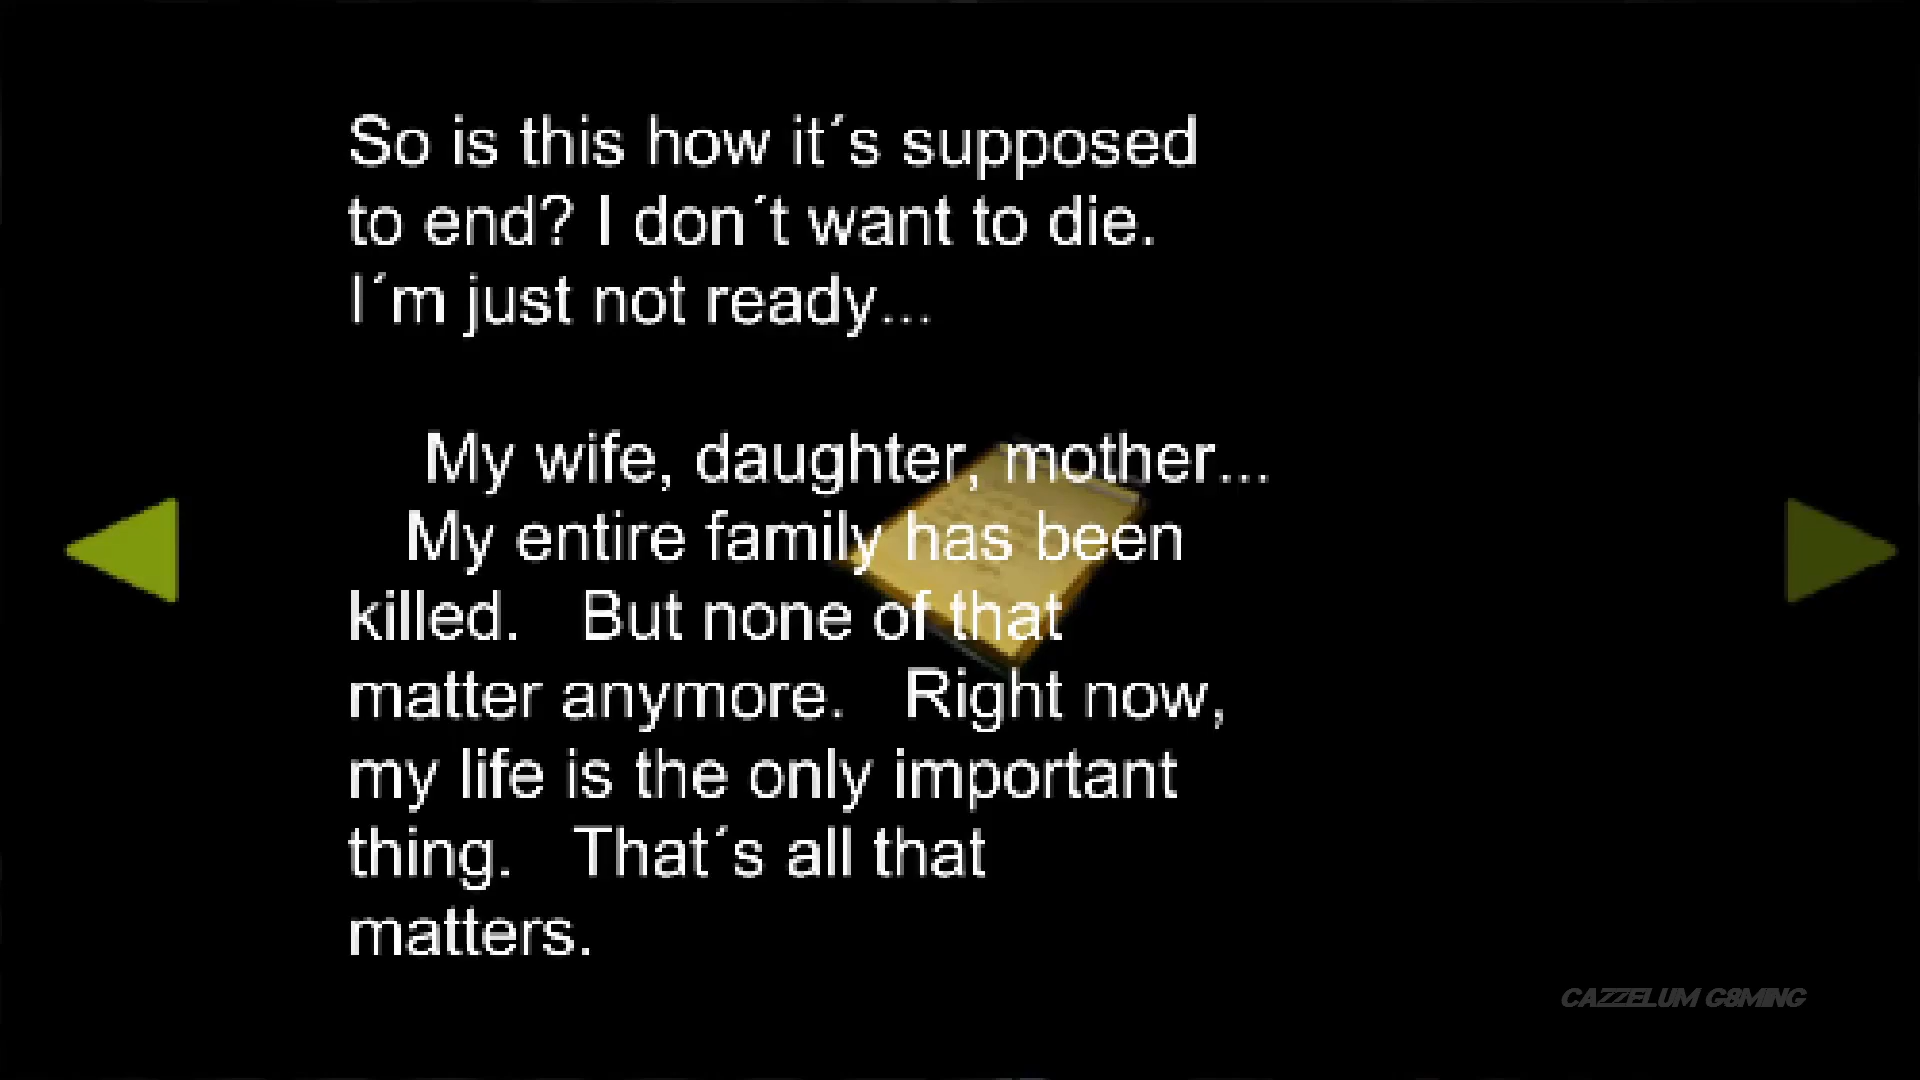 So is this how it´s supposed
to end? I don´t want to die.
I´m just not ready...
My wife, daughter, mother...
My entire family has been
killed. But none of that
matter anymore. Right now,
my life is the only important
thing. That´s all that
matters.
CAZZELUM G8MING